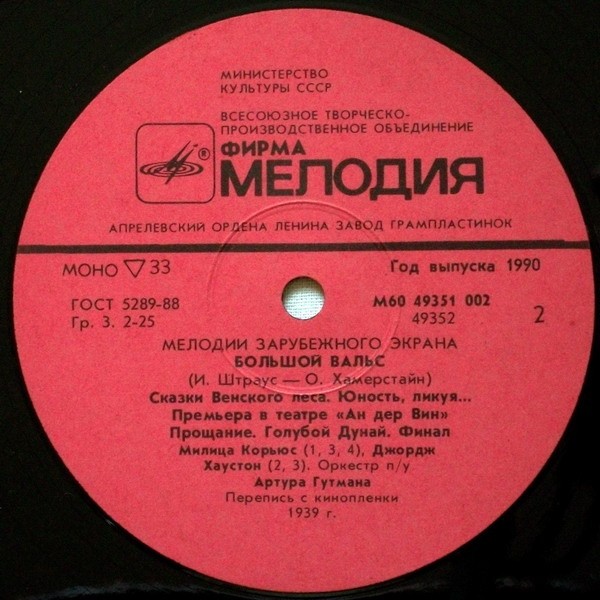 МИНИСТЕРСТВО
КУЛЬТУРЫ СССР
ВСЕСОЮЗНОЕ ТВОРЧЕСКО-
ПРОИЗВОДСТВЕННОЕ ОБЪЕДИНЕНИЕ
ФИРМА
®
МЕЛОДИЯ
АПРЕЛЕВСКИЙ ОРДЕНА ЛЕНИНА ЗАВОД ГРАМПЛАСТИНОК
МОНО ▽ 33
Год выпуска 1990
ГОСТ 5289-88
М60 49351 002
Гр. 3. 2-25
49352
2
МЕЛОДИИ ЗАРУБЕЖНОГО ЭКРАНА
БОЛЬШОЙ ВАЛЬС
(И. Штраус — О. Хамерстайн)
Сказки Венского леса. Юность, ликуя...
Премьера в театре «Ан дер Вин»
Прощание. Голубой Дунай. Финал
Милица Корьюс (1, 3, 4), Джордж
Хаустон (2, 3). Оркестр п/у
Артура Гутмана
Перепись с кинопленки
1939 г.